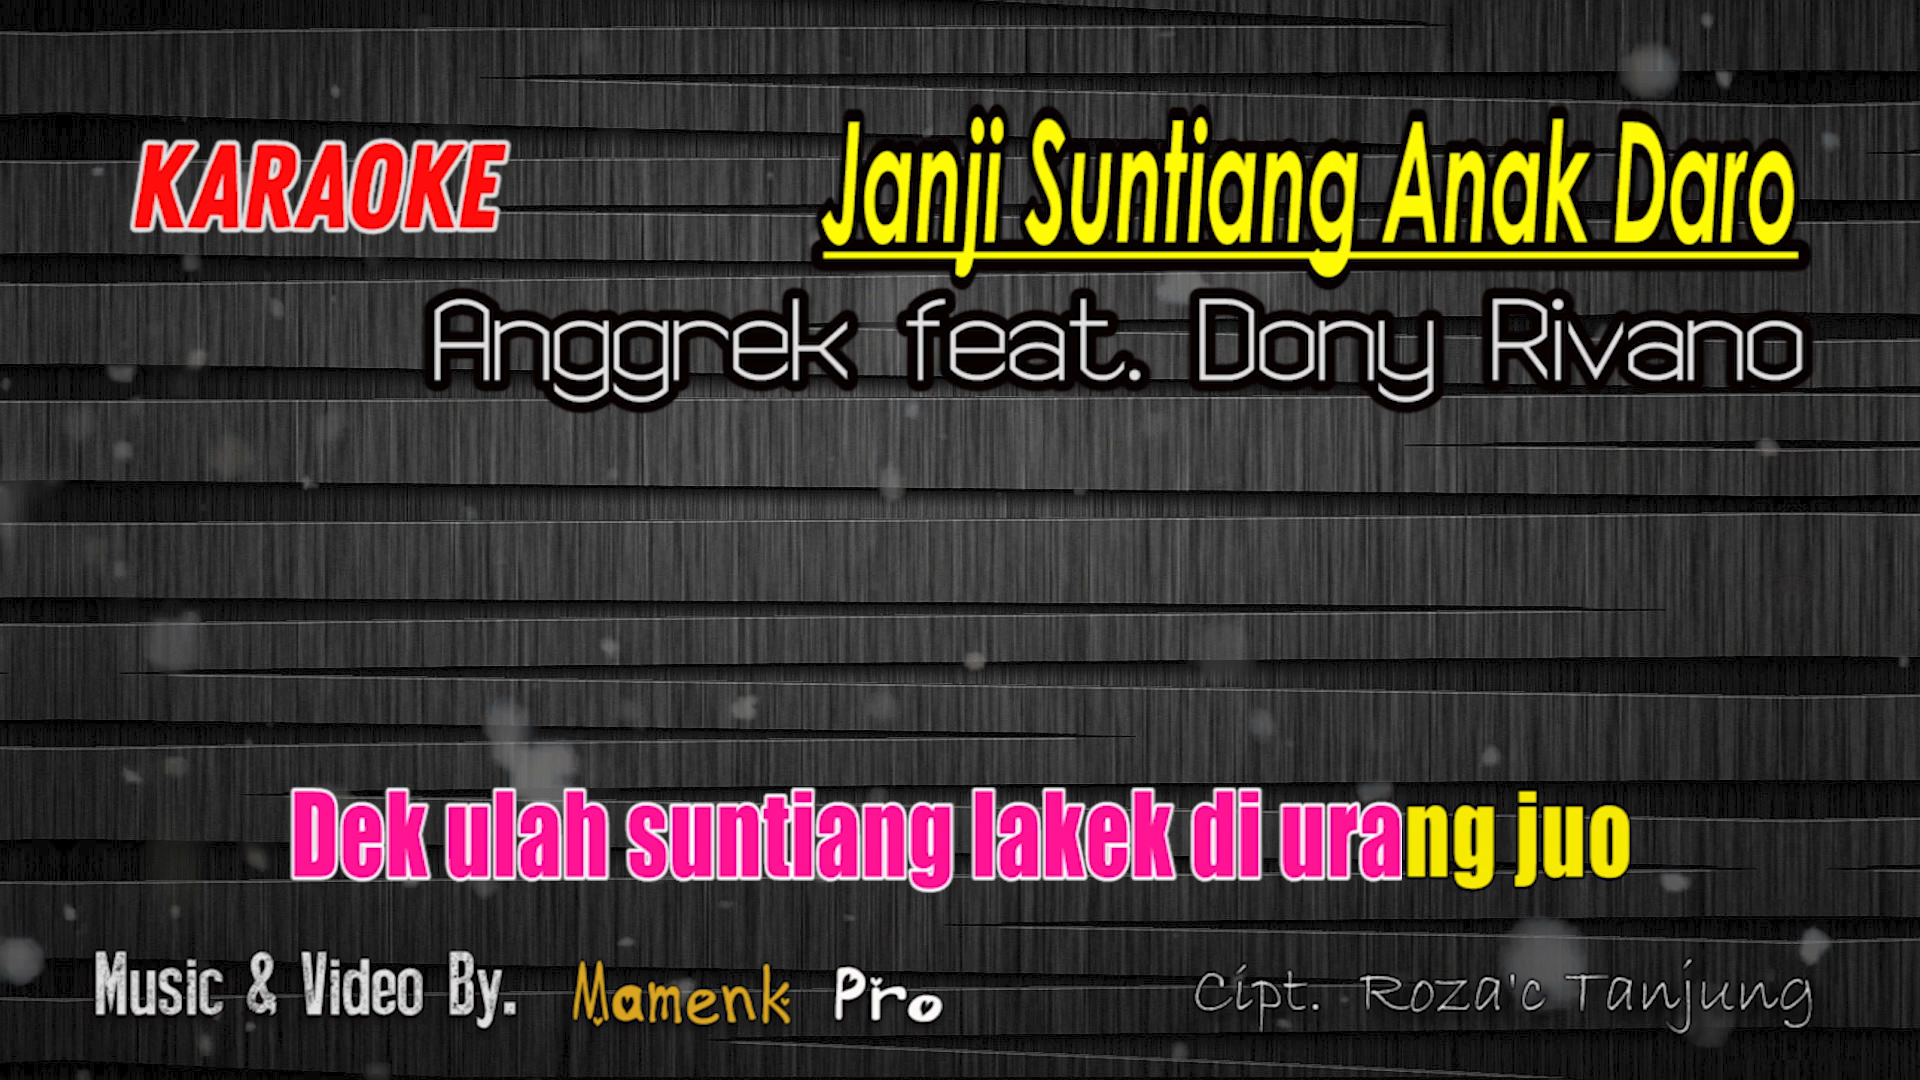 KARAOKE
Janji Suntiang Anak Daro
Anggrek feat. Dony Rivano
Dek ulah suntiang lakek di urang juo
Music & Video By. Mamenk Pro
Cipt. Roza'c Tanjung